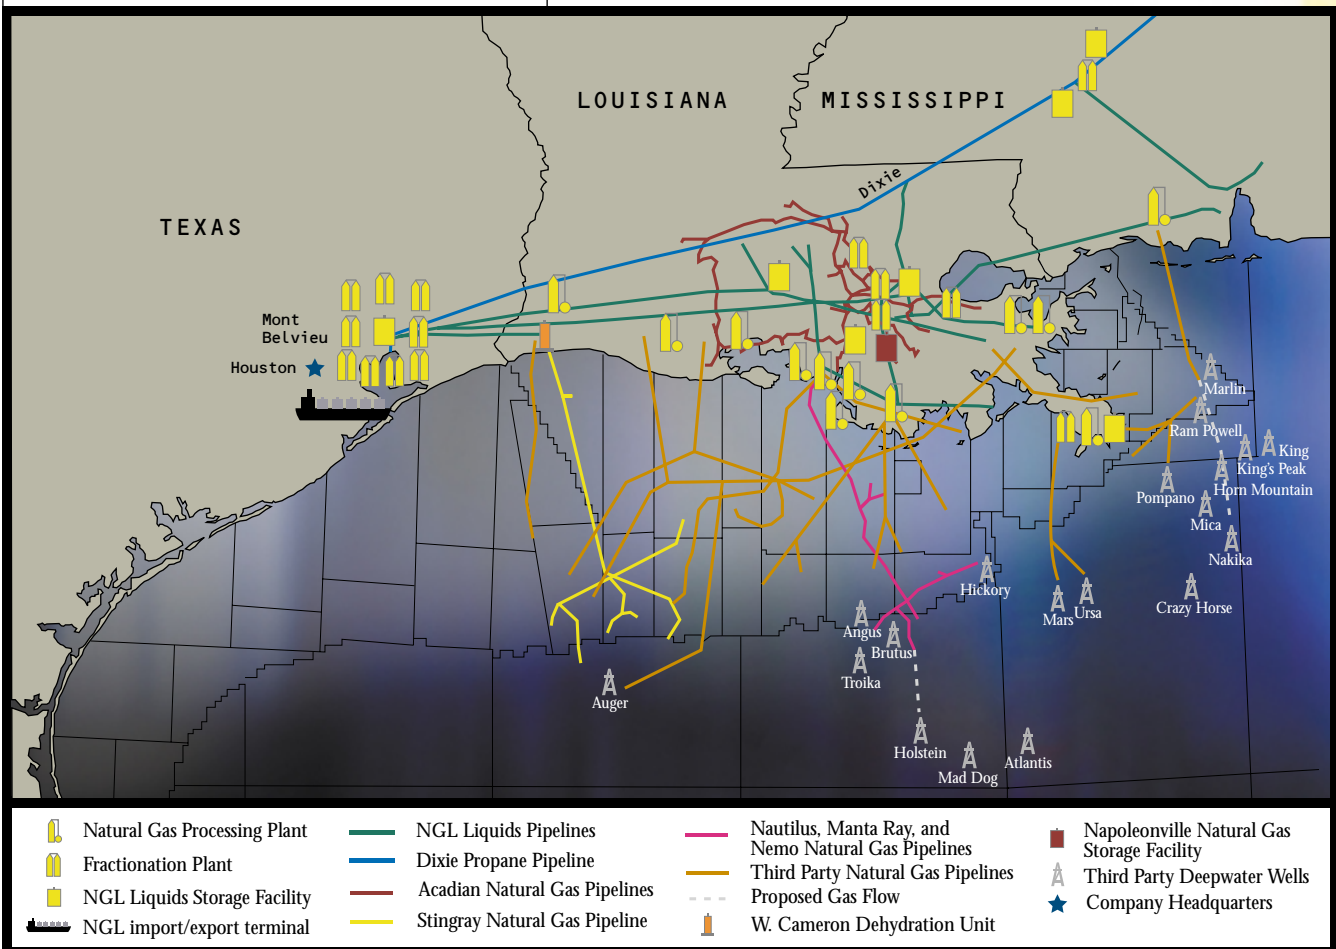 LOUISIANA
MISSISSIPPI
TEXAS
Dixie
Mont
Belvieu
Houston
Marlin
Ram Powell
King
King's Peak
Horn Mountain
Pompano
Mica
Nakika
Crazy Horse
Hickory
Mars
Ursa
Angus
Brutus
Troika
Auger
Holstein
Mad Dog
Atlantis
Natural Gas Processing Plant
Fractionation Plant
NGL Liquids Storage Facility
NGL import/export terminal
NGL Liquids Pipelines
Dixie Propane Pipeline
Acadian Natural Gas Pipelines
Stingray Natural Gas Pipeline
Nautilus, Manta Ray, and
Nemo Natural Gas Pipelines
Third Party Natural Gas Pipelines
Proposed Gas Flow
W. Cameron Dehydration Unit
Napoleonville Natural Gas
Storage Facility
Third Party Deepwater Wells
Company Headquarters